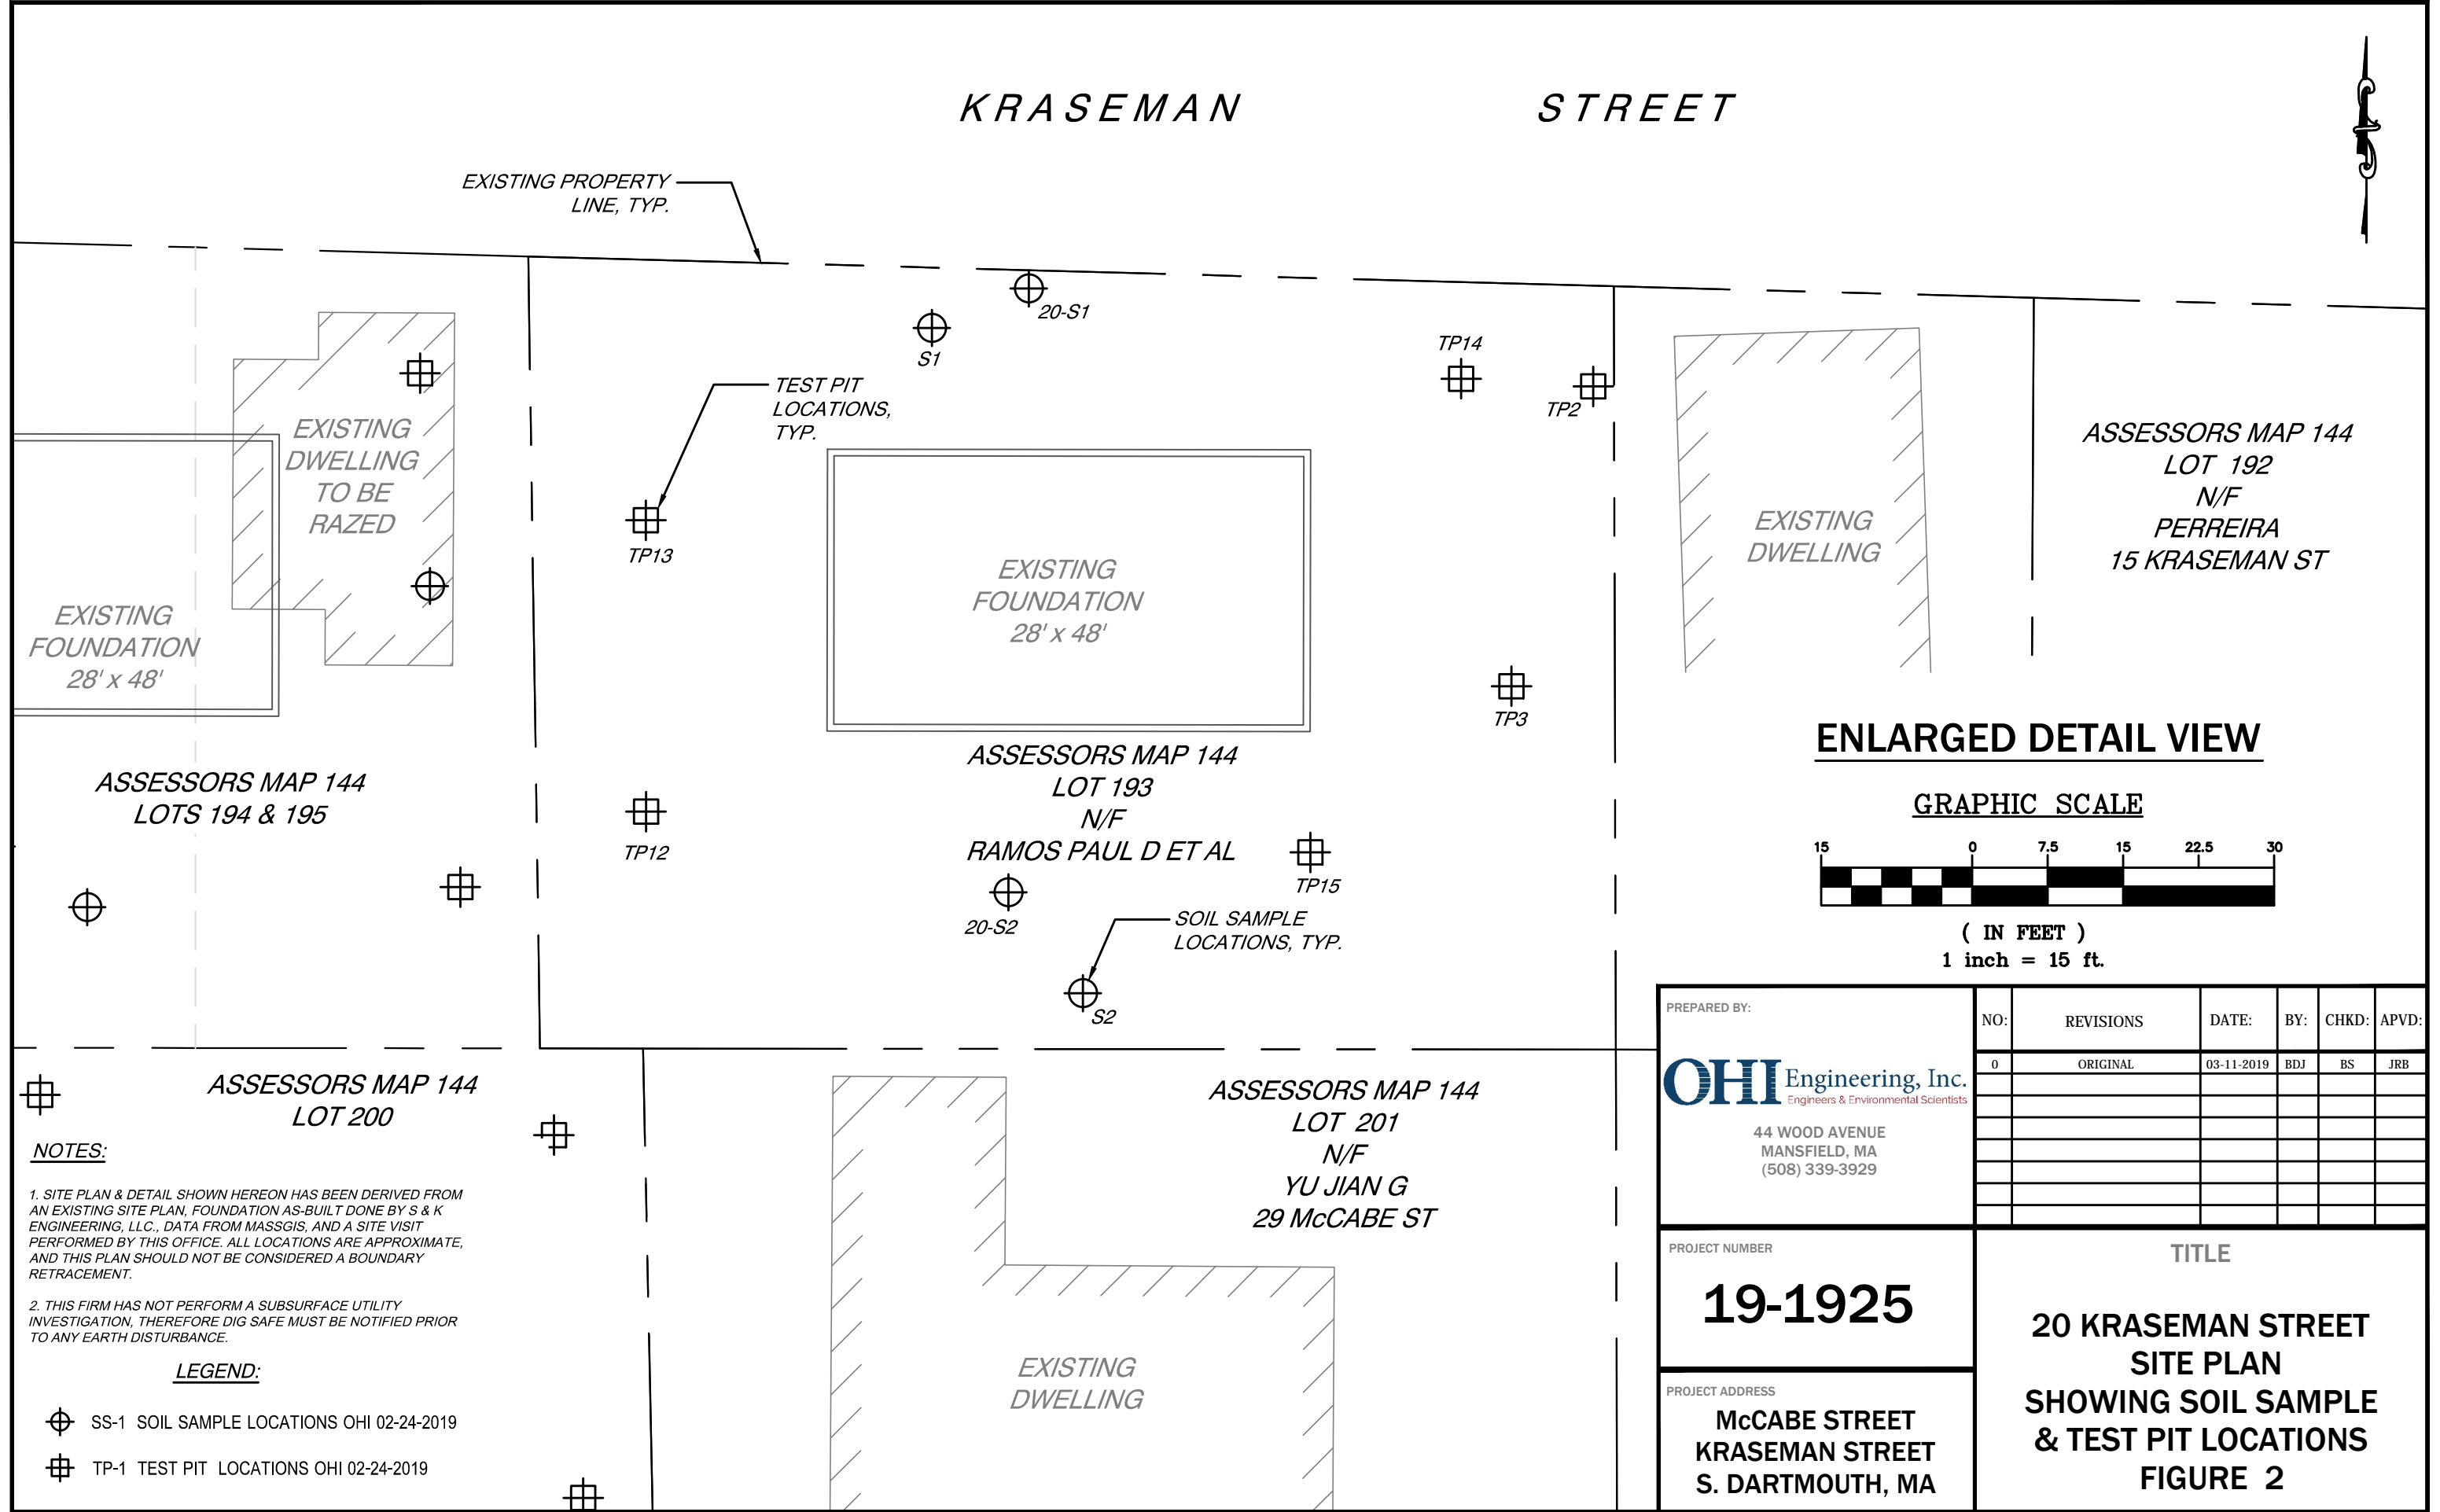 KRASEMAN STREET
EXISTING PROPERTY
LINE, TYP.
20-S1
S1
TEST PIT
LOCATIONS,
TYP.
TP14
TP2
TP13
EXISTING
DWELLING
TO BE
RAZED
EXISTING
FOUNDATION
28' x 48'
EXISTING
FOUNDATION
28' x 48'
EXISTING
DWELLING
ASSESSORS MAP 144
LOT 192
N/F
PERREIRA
15 KRASEMAN ST
TP3
ASSESSORS MAP 144
LOTS 194 & 195
TP12
ASSESSORS MAP 144
LOT 193
N/F
RAMOS PAUL D ET AL
TP15
20-S2
SOIL SAMPLE
LOCATIONS, TYP.
S2
ENLARGED DETAIL VIEW
GRAPHIC SCALE
15 0 7.5 15 22.5 30
( IN FEET )
1 inch = 15 ft.
ASSESSORS MAP 144
LOT 200
ASSESSORS MAP 144
LOT 201
N/F
YU JIAN G
29 McCABE ST
EXISTING
DWELLING
NOTES:
1. SITE PLAN & DETAIL SHOWN HEREON HAS BEEN DERIVED FROM
AN EXISTING SITE PLAN, FOUNDATION AS-BUILT DONE BY S & K
ENGINEERING, LLC., DATA FROM MASSGIS, AND A SITE VISIT
PERFORMED BY THIS OFFICE. ALL LOCATIONS ARE APPROXIMATE,
AND THIS PLAN SHOULD NOT BE CONSIDERED A BOUNDARY
RETRACEMENT.
2. THIS FIRM HAS NOT PERFORM A SUBSURFACE UTILITY
INVESTIGATION, THEREFORE DIG SAFE MUST BE NOTIFIED PRIOR
TO ANY EARTH DISTURBANCE.
LEGEND:
SS-1 SOIL SAMPLE LOCATIONS OHI 02-24-2019
TP-1 TEST PIT LOCATIONS OHI 02-24-2019
PREPARED BY:
OHI Engineering, Inc.
Engineers & Environmental Scientists
44 WOOD AVENUE
MANSFIELD, MA
(508) 339-3929
NO: REVISIONS DATE: BY: CHKD: APVD:
0 ORIGINAL 03-11-2019 BDJ BS JRB
PROJECT NUMBER
19-1925
PROJECT ADDRESS
McCABE STREET
KRASEMAN STREET
S. DARTMOUTH, MA
TITLE
20 KRASEMAN STREET
SITE PLAN
SHOWING SOIL SAMPLE
& TEST PIT LOCATIONS
FIGURE 2